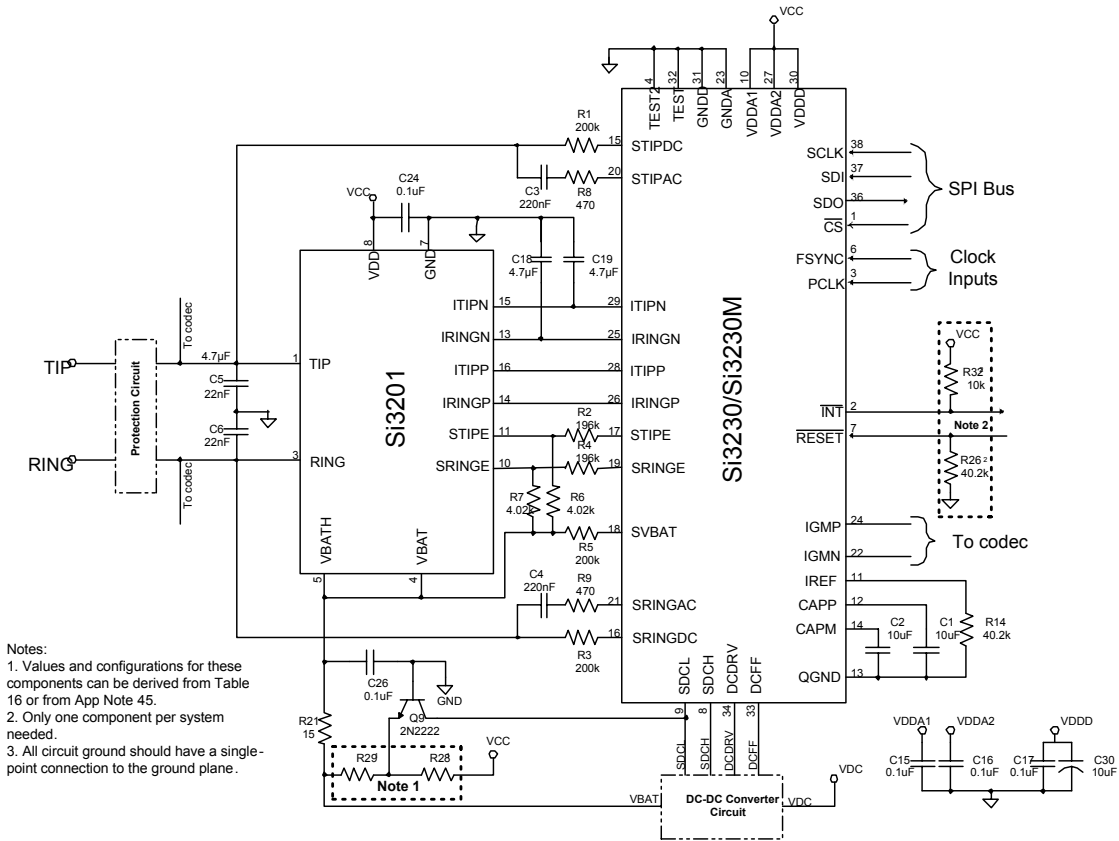 VCC
TEST2
4
TEST
32
GNDD
31
GNDA
23
VDDA1
10
VDDA2
27
VDDD
30
R1
200k
15
STIPDC
C3
220nF
R8
470
20
STIPAC
SCLK
38
SDI
37
SDO
36
CS
1
SPI Bus
FSYNC
6
PCLK
3
Clock
Inputs
VCC
C24
0.1uF
8
VDD
7
GND
C18
4.7µF
C19
4.7µF
ITIPN
15
29
ITIPN
IRINGN
13
25
IRINGN
ITIPP
16
28
ITIPP
IRINGP
14
26
IRINGP
STIPE
11
R2
196k
17
STIPE
SRINGE
10
R4
196k
19
SRINGE
R7
4.02k
R6
4.02k
18
SVBAT
R5
200k
Si3201
Si3230/Si3230M
To codec
TIP
Protection Circuit
4.7µF
1
TIP
C5
22nF
C6
22nF
RING
3
RING
To codec
VBATH
5
VBAT
4
VCC
R32²
10k
INT
2
Note 2
RESET
7
R26²
40.2k
IGMP
24
IGMN
22
To codec
IREF
11
CAPP
12
CAPM
14
QGND
13
C2
10uF
C1
10uF
R14
40.2k
C4
220nF
R9
470
21
SRINGAC
16
SRINGDC
R3
200k
C26
0.1uF
GND
Q9
2N2222
R21
15
R29
R28
Note 1
VCC
SDCL
9
SDCH
8
DCDRV
34
DCFF
33
SDCL
SDCH
DCDRV
DCFF
VBAT
DC-DC Converter
Circuit
VDC
VDC
VDDA1
VDDA2
VDDD
C15
0.1uF
C16
0.1uF
C17
0.1uF
C30
10uF
Notes:
1. Values and configurations for these
components can be derived from Table
16 or from App Note 45.
2. Only one component per system
needed.
3. All circuit ground should have a single-
point connection to the ground plane.